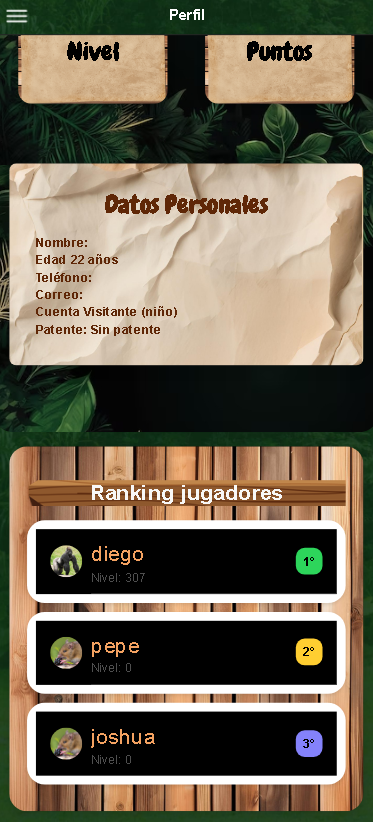 Perfil
Nivel
Puntos
Datos Personales
Nombre:
Edad 22 años
Teléfono:
Correo:
Cuenta Visitante (niño)
Patente: Sin patente
Ranking jugadores
diego
Nivel: 307
1°
pepe
Nivel: 0
2°
joshua
Nivel: 0
3°